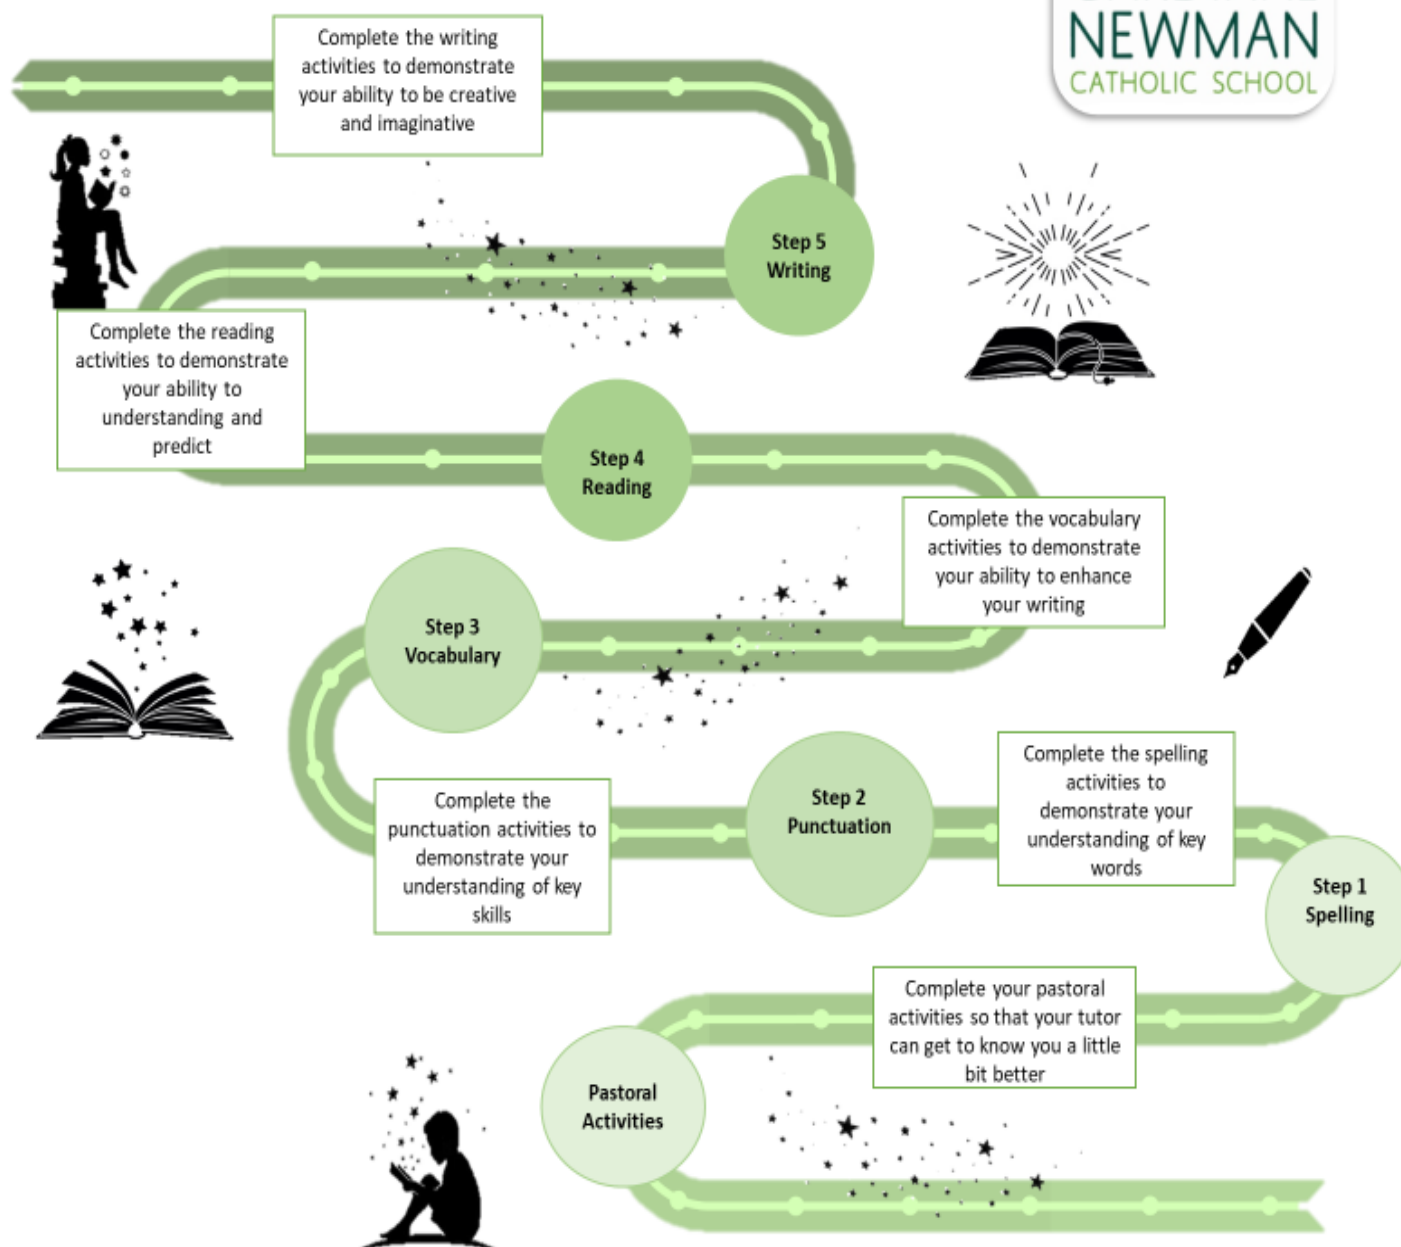 NEWMAN
CATHOLIC SCHOOL
Complete the writing
activities to demonstrate
your ability to be creative
and imaginative
Step 5
Writing
Complete the reading
activities to demonstrate
your ability to
understanding and
predict
Step 4
Reading
Complete the vocabulary
activities to demonstrate
your ability to enhance
your writing
Step 3
Vocabulary
Complete the spelling
activities to
demonstrate your
understanding of key
words
Step 2
Punctuation
Complete the
punctuation activities to
demonstrate your
understanding of key
skills
Step 1
Spelling
Complete your pastoral
activities so that your tutor
can get to know you a little
bit better
Pastoral
Activities